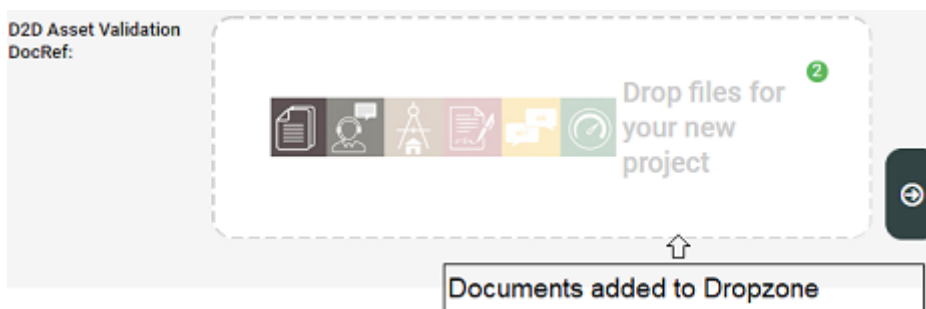 D2D Asset Validation
DocRef:
2
Drop files for
your new
project
Documents added to Dropzone